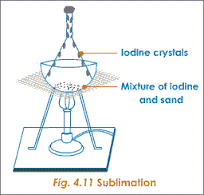 Iodine crystals
Mixture of iodine
and sand
Fig. 4.11 Sublimation